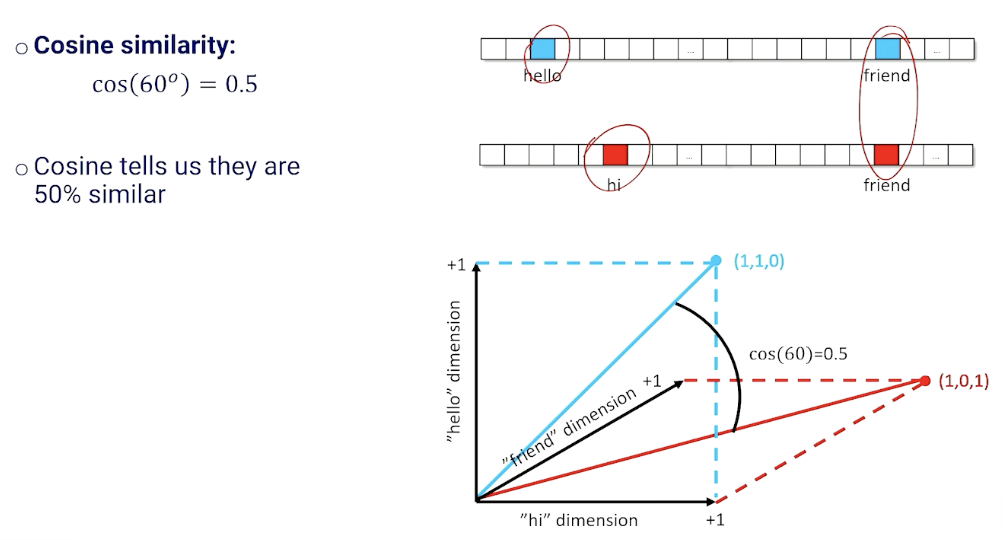 Cosine similarity:
cos(60°) = 0.5
Cosine tells us they are
50% similar
...
...
hello
friend
...
...
hi
friend
+1
(1,1,0)
"hello" dimension
cos(60)=0.5
+1
(1,0,1)
"friend" dimension
"hi" dimension
+1